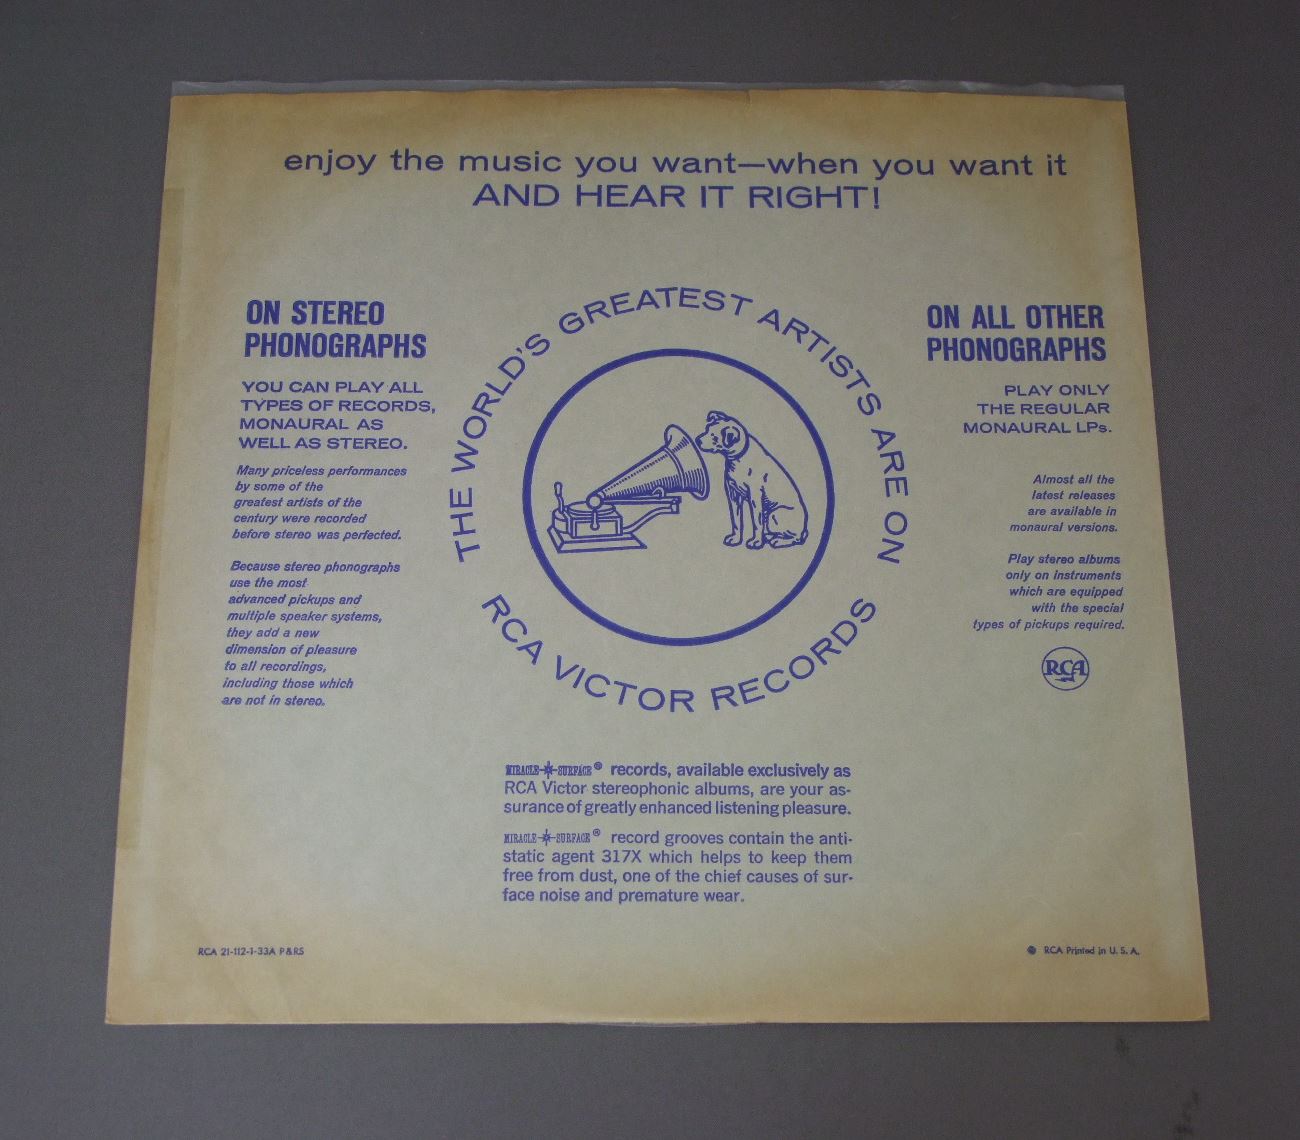 enjoy the music you want—when you want it
AND HEAR IT RIGHT!
ON STEREO
PHONOGRAPHS
YOU CAN PLAY ALL
TYPES OF RECORDS,
MONAURAL AS
WELL AS STEREO.
Many priceless performances
by some of the
greatest artists of the
century were recorded
before stereo was perfected.
Because stereo phonographs
use the most
advanced pickups and
multiple speaker systems,
they add a new
dimension of pleasure
to all recordings,
including those which
are not in stereo.
THE WORLD'S GREATEST ARTISTS ARE ON
RCA VICTOR RECORDS
ON ALL OTHER
PHONOGRAPHS
PLAY ONLY
THE REGULAR
MONAURAL LPs.
Almost all the
latest releases
are available in
monaural versions.
Play stereo albums
only on instruments
which are equipped
with the special
types of pickups required.
RCA
MIRACLE SURFACE® records, available exclusively as
RCA Victor stereophonic albums, are your as-
surance of greatly enhanced listening pleasure.
MIRACLE SURFACE® record grooves contain the anti-
static agent 317X which helps to keep them
free from dust, one of the chief causes of sur-
face noise and premature wear.
RCA 21-112-1-33A P&RS
RCA Printed in U. S. A.